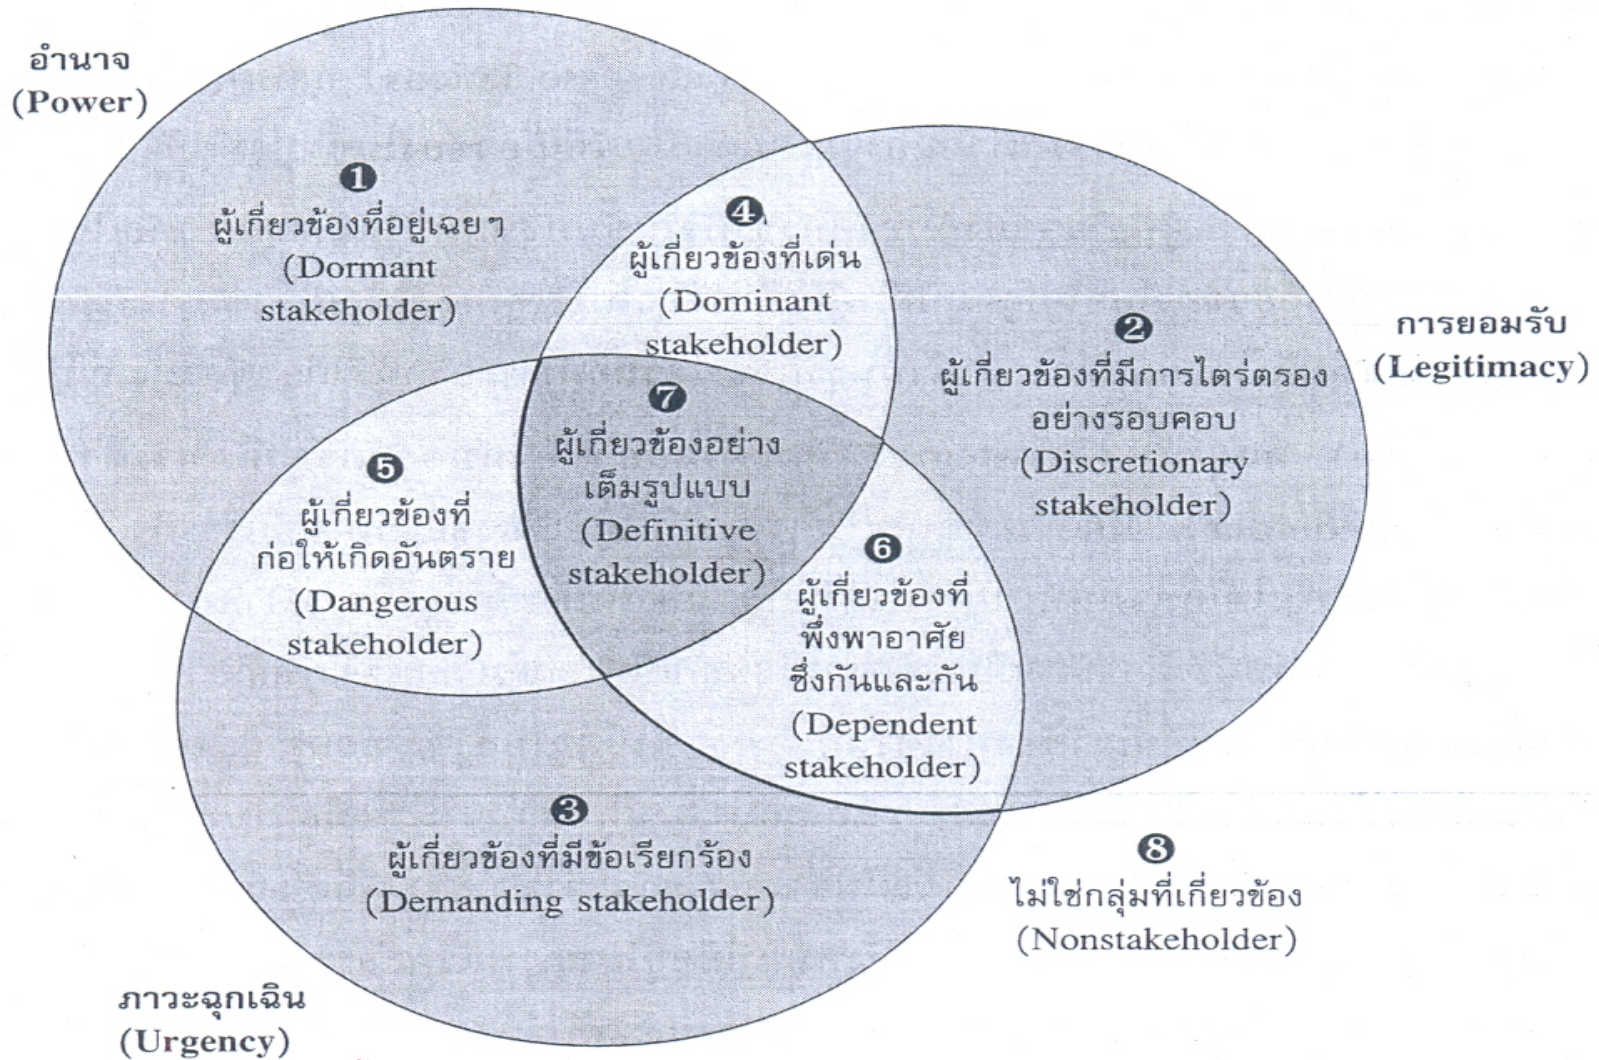 อำนาจ
(Power)
❶
ผู้เกี่ยวข้องที่อยู่เฉยๆ
(Dormant
stakeholder)
❹
ผู้เกี่ยวข้องที่เด่น
(Dominant
stakeholder)
❷
ผู้เกี่ยวข้องที่มีการไตร่ตรอง
อย่างรอบคอบ
(Discretionary
stakeholder)
การยอมรับ
(Legitimacy)
❼
ผู้เกี่ยวข้องอย่าง
เต็มรูปแบบ
(Definitive
stakeholder)
❺
ผู้เกี่ยวข้องที่
ก่อให้เกิดอันตราย
(Dangerous
stakeholder)
❻
ผู้เกี่ยวข้องที่
พึ่งพาอาศัย
ซึ่งกันและกัน
(Dependent
stakeholder)
❸
ผู้เกี่ยวข้องที่มีข้อเรียกร้อง
(Demanding stakeholder)
❽
ไม่ใช่กลุ่มที่เกี่ยวข้อง
(Nonstakeholder)
ภาวะฉุกเฉิน
(Urgency)